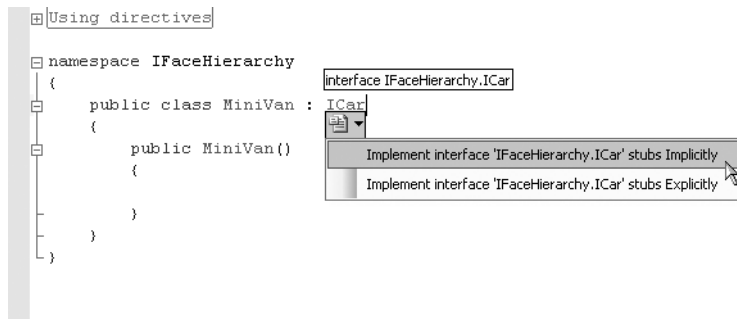 Using directives
namespace IFaceHierarchy
{
interface IFaceHierarchy.ICar
public class MiniVan : ICar
{
public MiniVan()
Implement interface 'IFaceHierarchy.ICar' stubs Implicitly
{
Implement interface 'IFaceHierarchy.ICar' stubs Explicitly
}
}
}